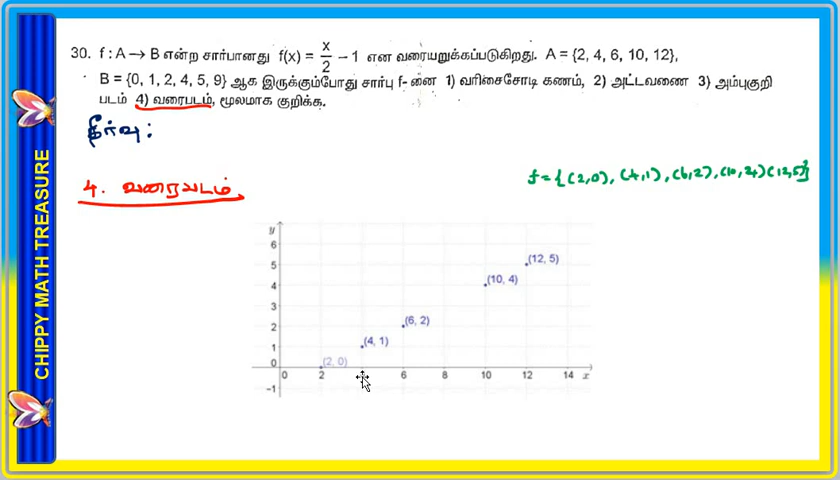 CHIPPY MATH TREASURE
30. f : A → B என்ற சார்பானது f(x) = x/2 − 1 என வரையறுக்கப்படுகிறது. A = {2, 4, 6, 10, 12},
B = {0, 1, 2, 4, 5, 9} ஆக இருக்கும்போது சார்பு f-னை 1) வரிசைசோடி கணம், 2) அட்டவணை 3) அம்புகுறி
படம் 4) வரைபடம், மூலமாக குறிக்க.
தீர்வு :
f = {(2,0), (4,1), (6,2), (10,4) (12,5)}
4. வரைபடம்
y
6
5 (12, 5)
4 (10, 4)
3
2 (6, 2)
1 (4, 1)
0 (2, 0)
0 2 6 8 10 12 14 x
−1